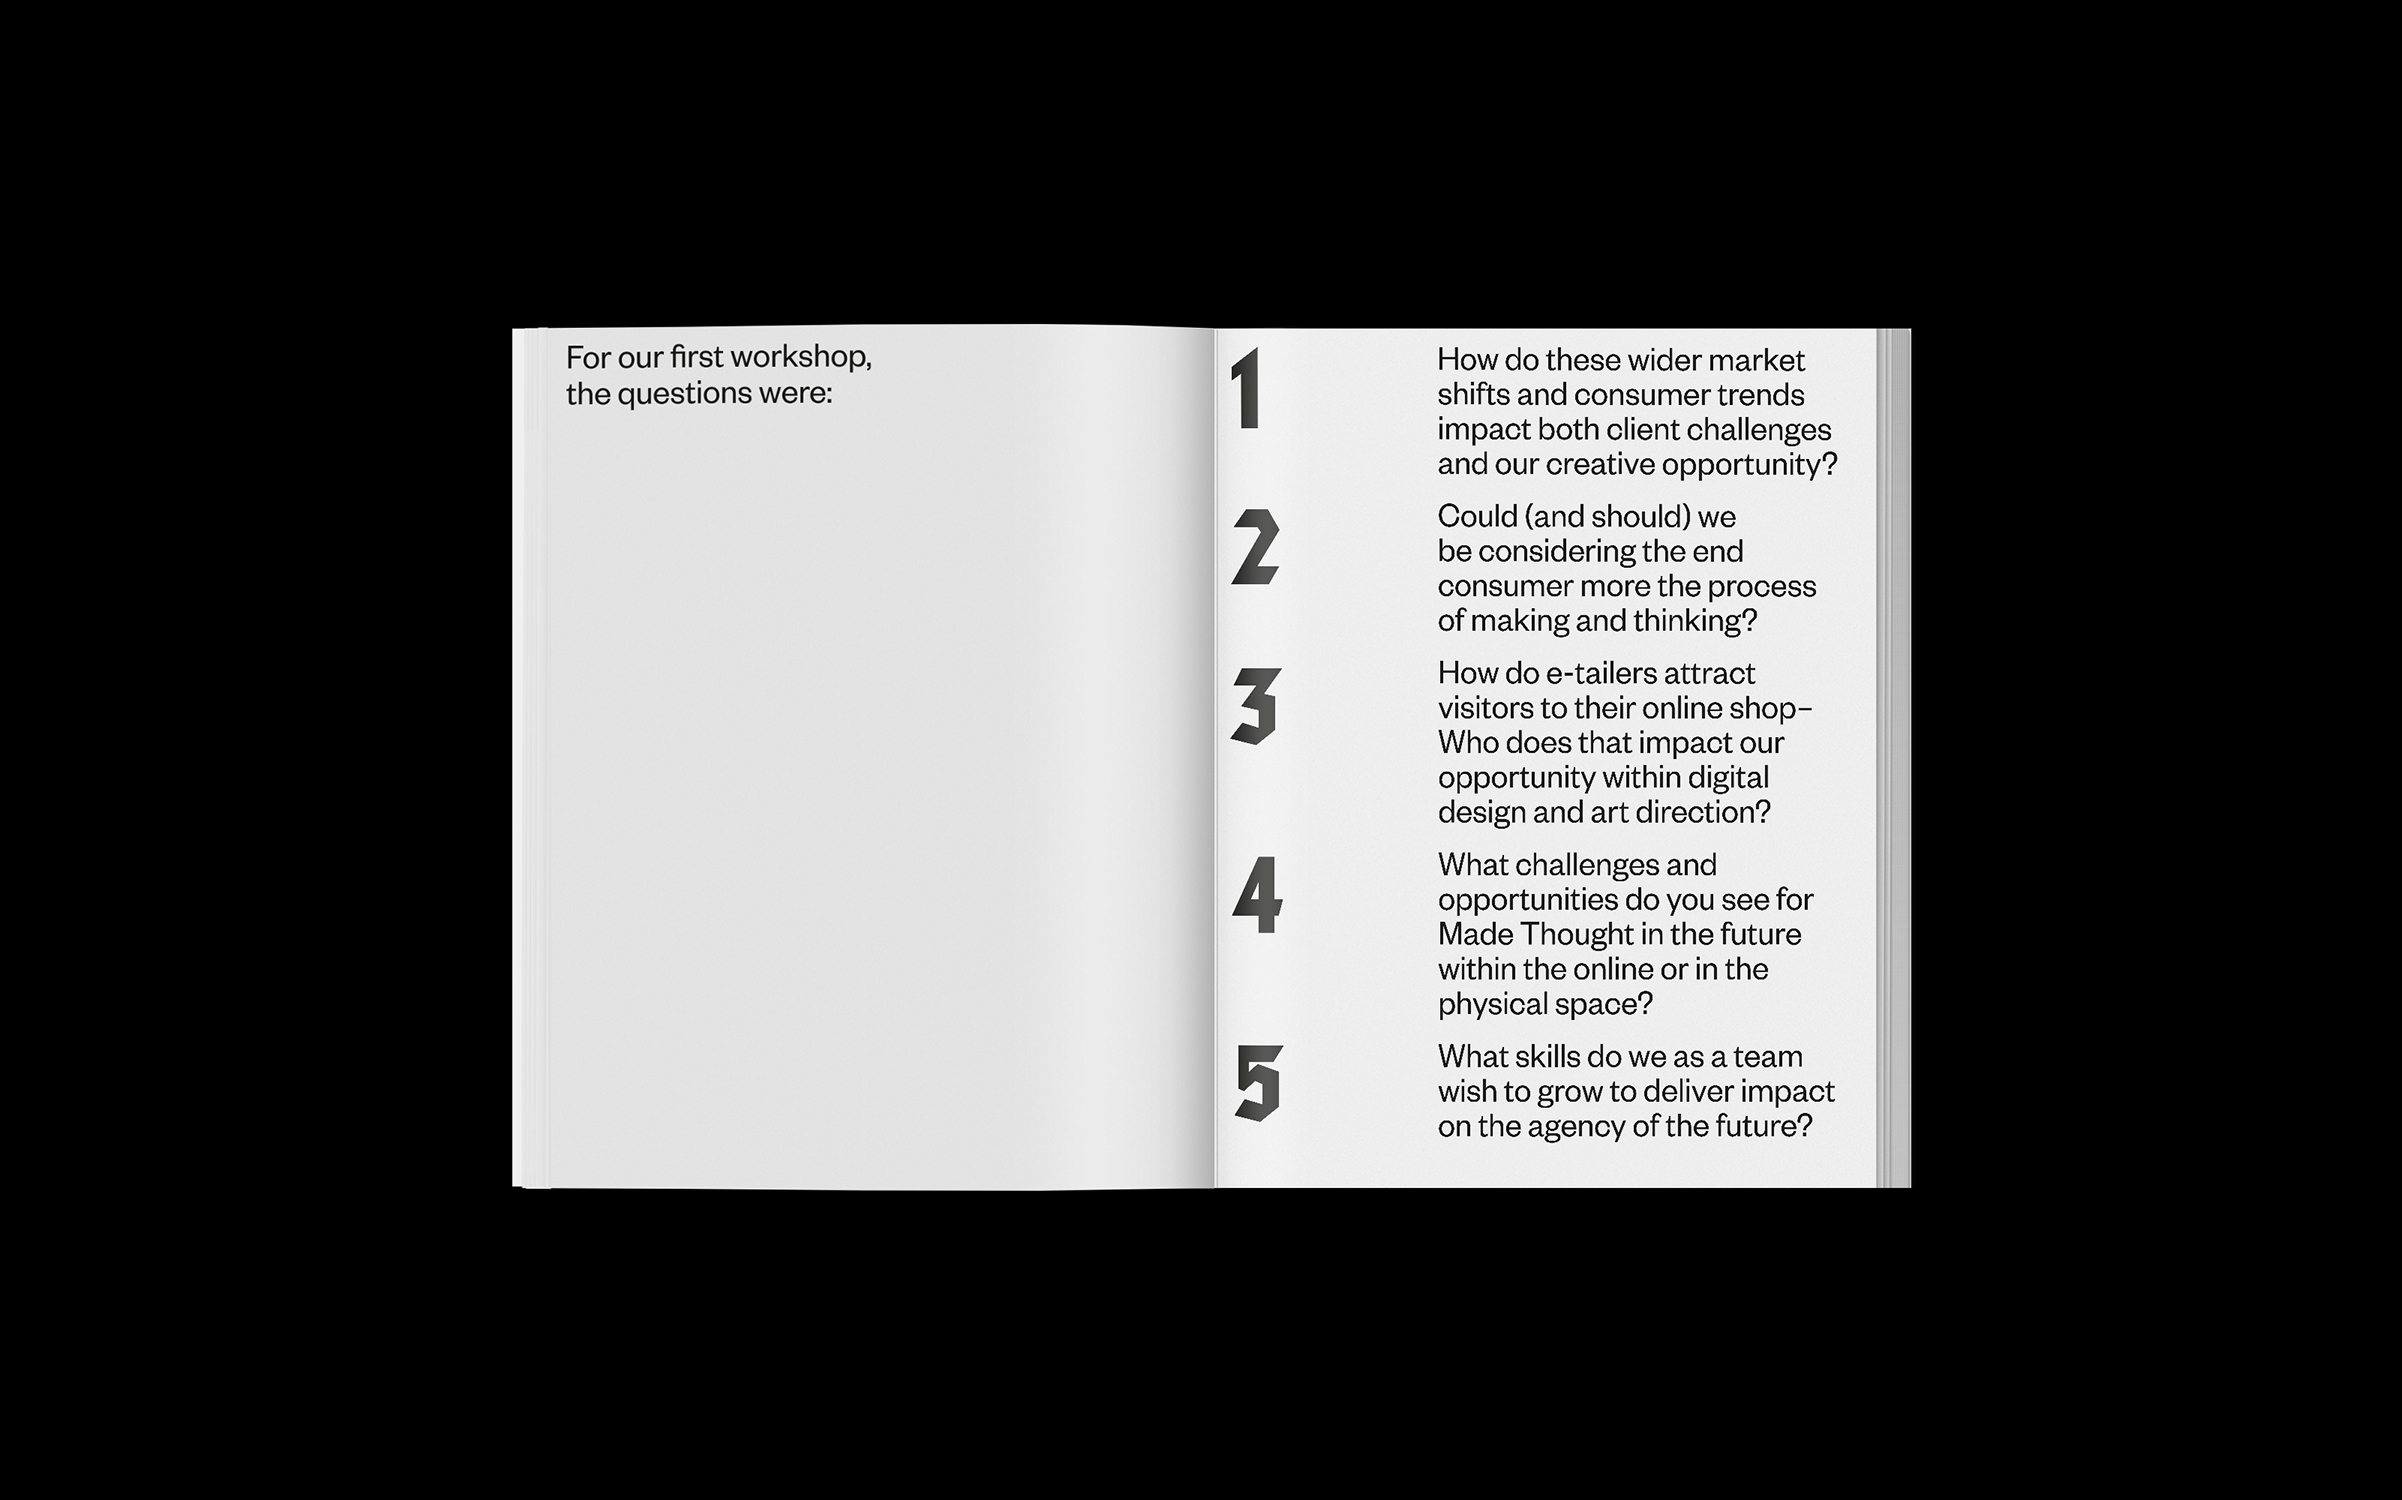 For our first workshop,
the questions were:
1
How do these wider market
shifts and consumer trends
impact both client challenges
and our creative opportunity?
2
Could (and should) we
be considering the end
consumer more the process
of making and thinking?
3
How do e-tailers attract
visitors to their online shop–
Who does that impact our
opportunity within digital
design and art direction?
4
What challenges and
opportunities do you see for
Made Thought in the future
within the online or in the
physical space?
5
What skills do we as a team
wish to grow to deliver impact
on the agency of the future?